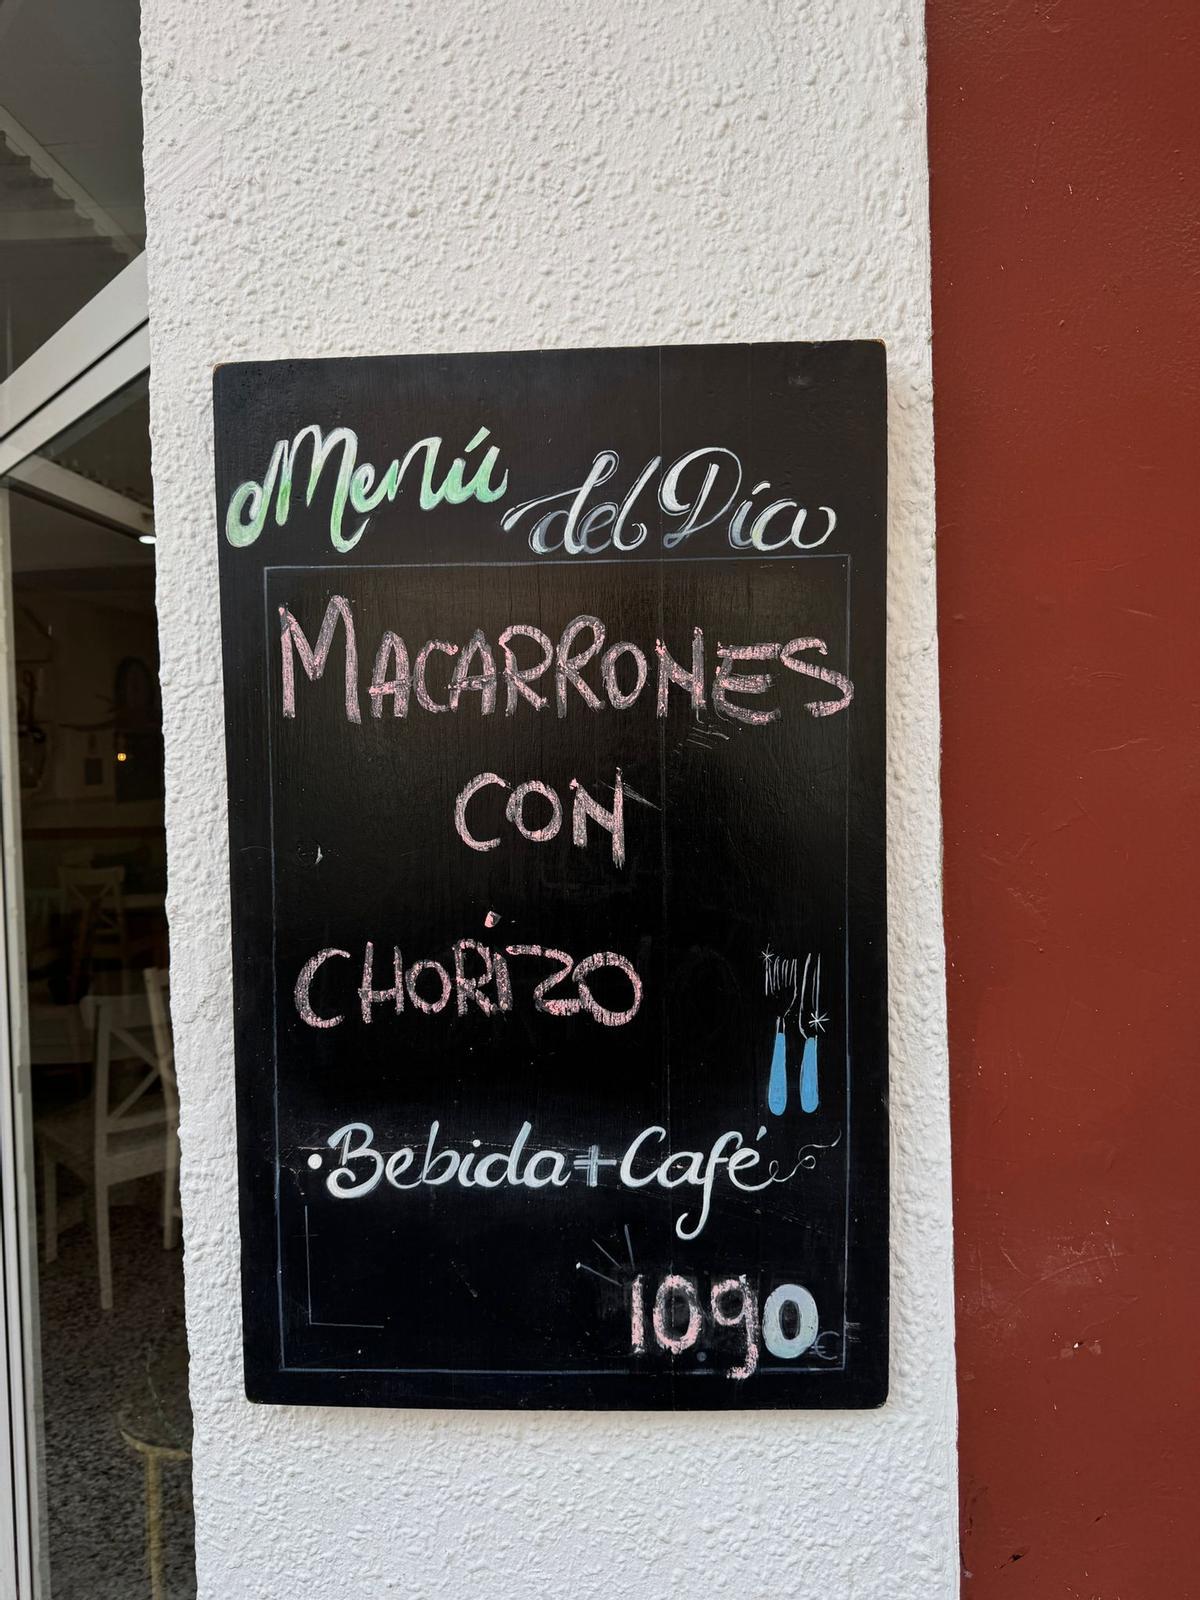 Menú del Día
MACARRONES
CON
CHORIZO
• Bebida + Café
10.90€